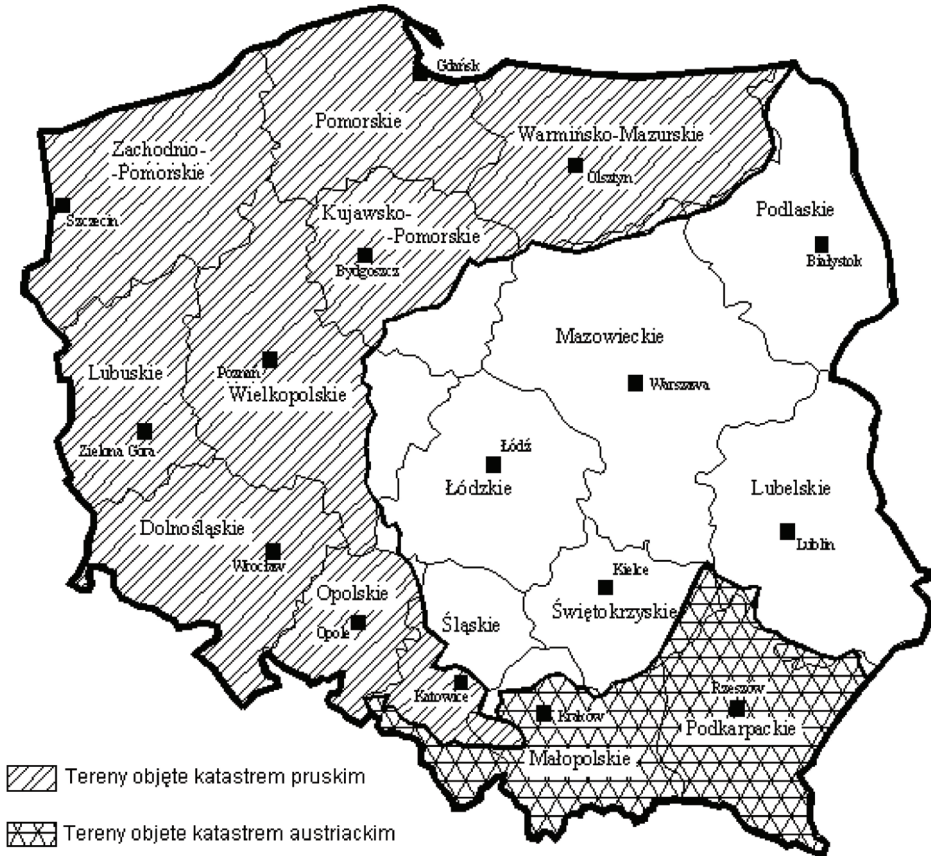 Gdańsk
Pomorskie
Warmińsko-Mazurskie
Olsztyn
Zachodnio-
-Pomorskie
Szczecin
Kujawsko-
-Pomorskie
Bydgoszcz
Podlaskie
Białystok
Mazowieckie
Warszawa
Lubuskie
Zielona Góra
Poznań
Wielkopolskie
Łódź
Łódzkie
Lubelskie
Lublin
Dolnośląskie
Wrocław
Opolskie
Opole
Śląskie
Katowice
Kielce
Świętokrzyskie
Kraków
Małopolskie
Rzeszów
Podkarpackie
Tereny objęte katastrem pruskim
Tereny objete katastrem austriackim